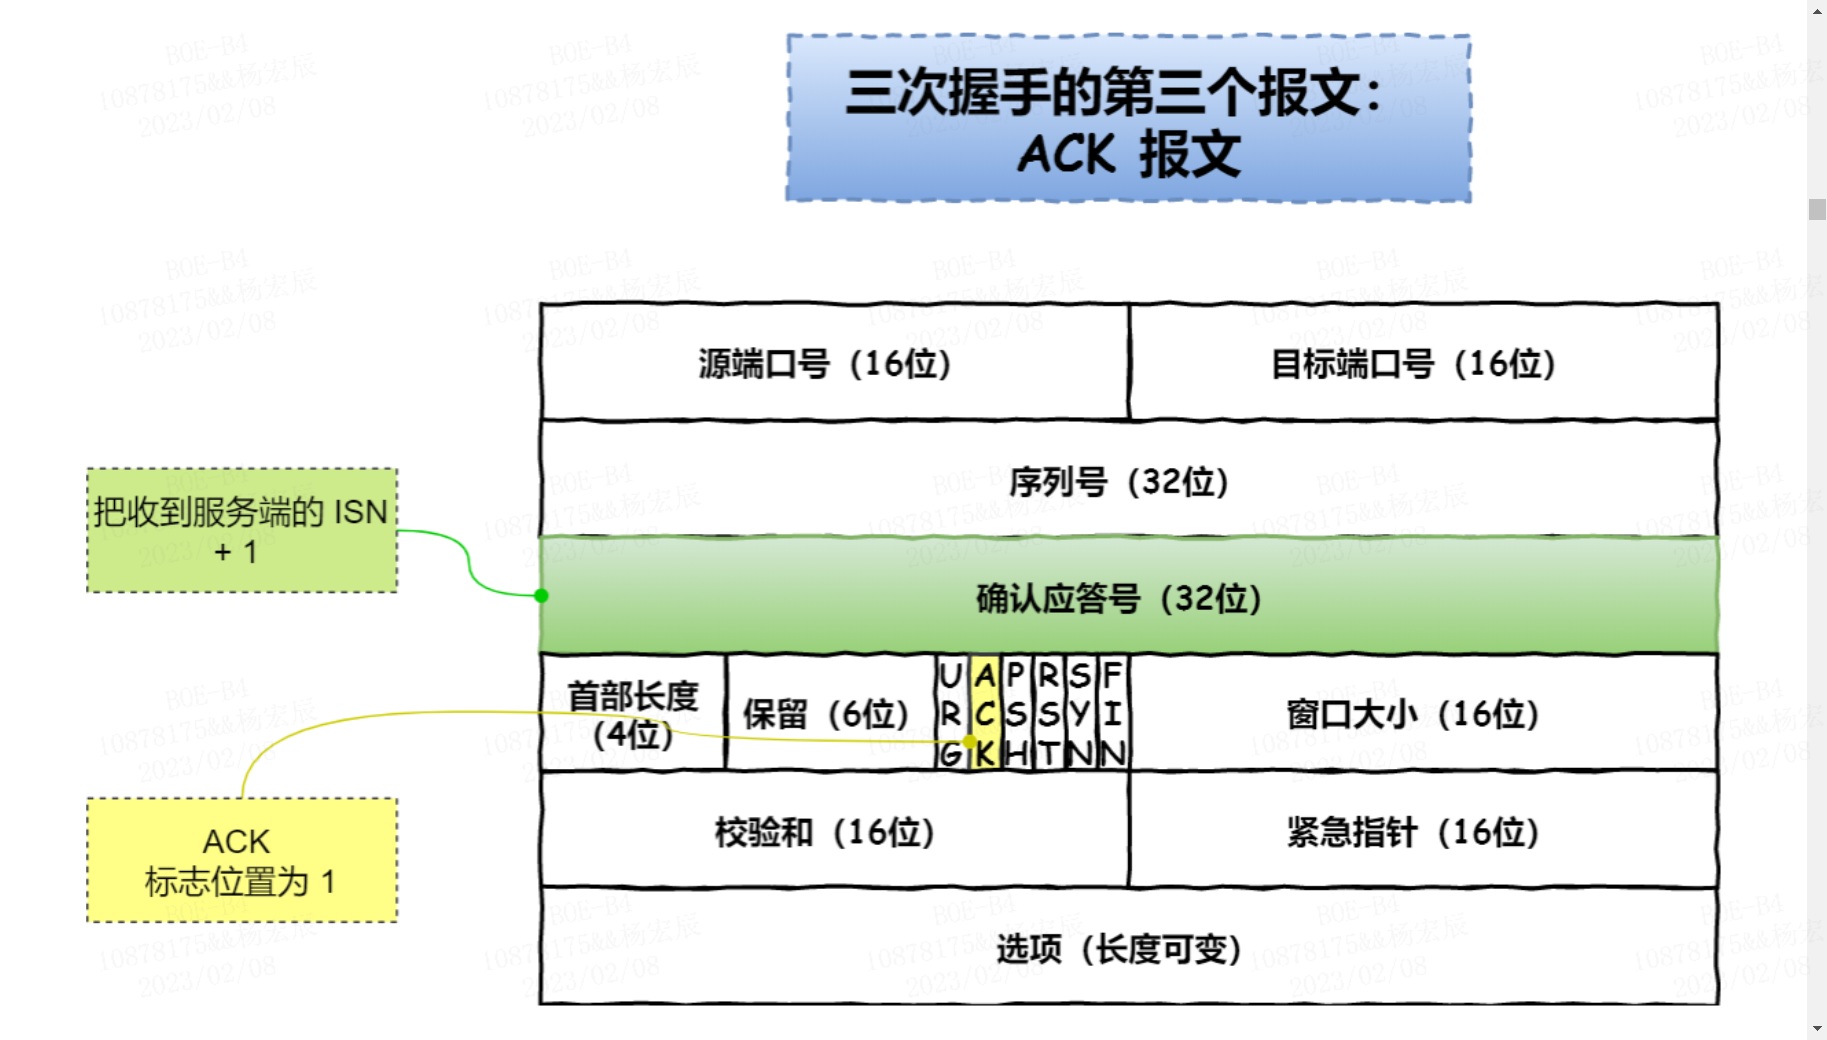 三次握手的第三个报文：
ACK 报文
源端口号（16位）
目标端口号（16位）
序列号（32位）
把收到服务端的 ISN
+ 1
确认应答号（32位）
首部长度
（4位）
保留（6位）
URG
ACK
PSH
RST
SYN
FIN
窗口大小（16位）
ACK
标志位置为 1
校验和（16位）
紧急指针（16位）
选项（长度可变）
BOE-B4
10878175&&杨宏辰
2023/02/08